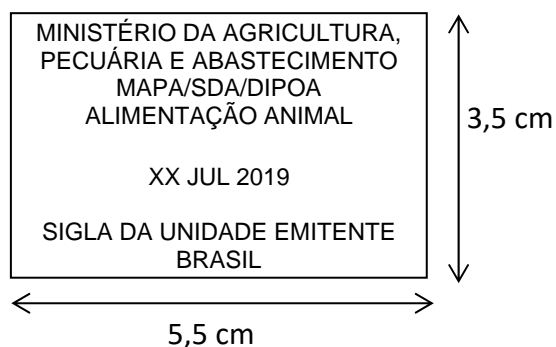 MINISTÉRIO DA AGRICULTURA,
PECUÁRIA E ABASTECIMENTO
MAPA/SDA/DIPOA
ALIMENTAÇÃO ANIMAL
XX JUL 2019
SIGLA DA UNIDADE EMITENTE
BRASIL
3,5 cm
5,5 cm